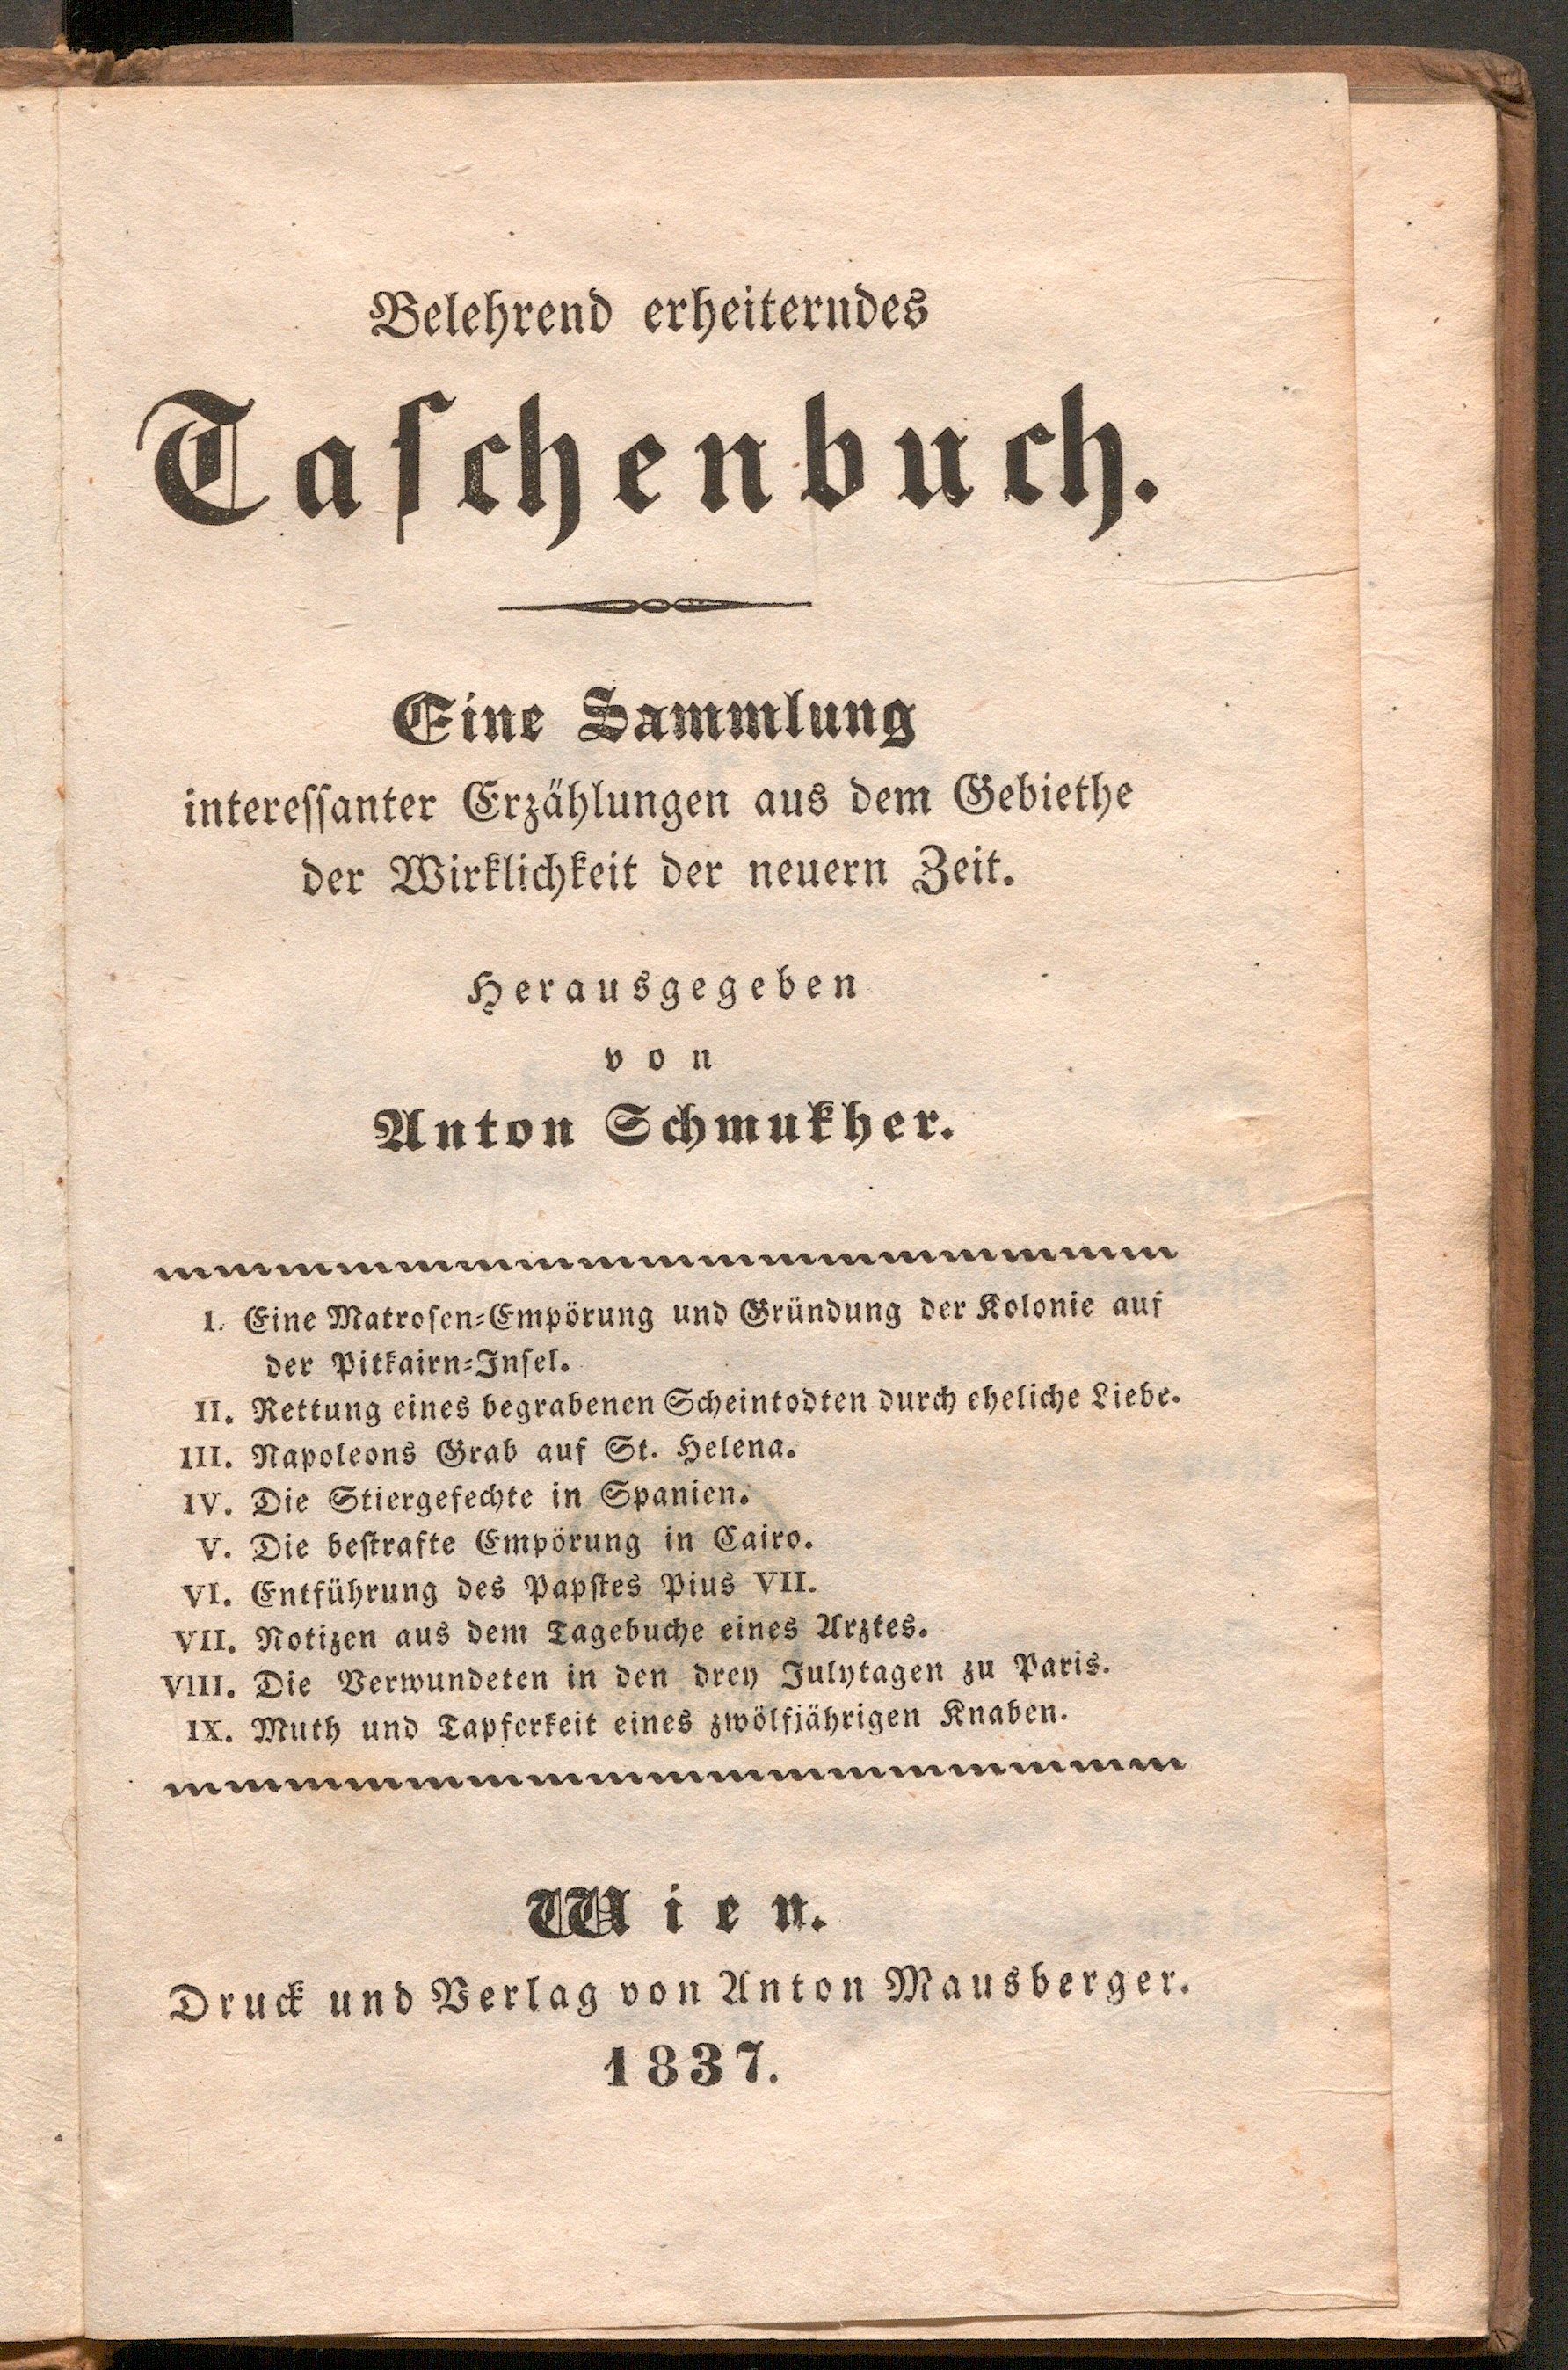 Belehrend erheiterndes
Taſchenbuch.
Eine Sammlung
intereſſanter Erzählungen aus dem Gebiethe
der Wirklichkeit der neuern Zeit.
Herausgegeben
von
Anton Schmukher.
I. Eine Matroſen-Empörung und Gründung der Kolonie auf
der Pitkairn-Inſel.
II. Rettung eines begrabenen Scheintodten durch eheliche Liebe.
III. Napoleons Grab auf St. Helena.
IV. Die Stiergefechte in Spanien.
V. Die beſtrafte Empörung in Cairo.
VI. Entführung des Papſtes Pius VII.
VII. Notizen aus dem Tagebuche eines Arztes.
VIII. Die Verwundeten in den drey Julytagen zu Paris.
IX. Muth und Tapferkeit eines zwölfjährigen Knaben.
Wien.
Druck und Verlag von Anton Mausberger.
1837.